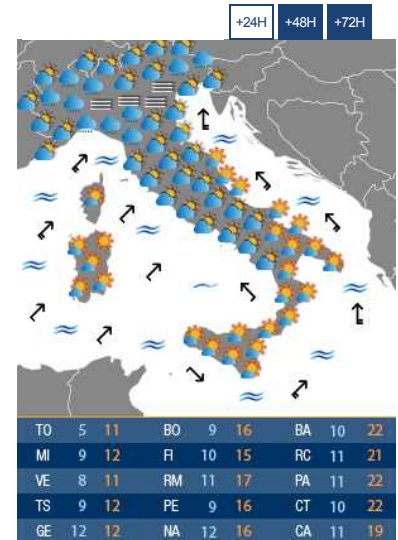 +24H +48H +72H
TO 5 11 BO 9 16 BA 10 22
MI 9 12 FI 10 15 RC 11 21
VE 8 11 RM 11 17 PA 11 22
TS 9 12 PE 9 16 CT 10 22
GE 12 12 NA 12 16 CA 11 19